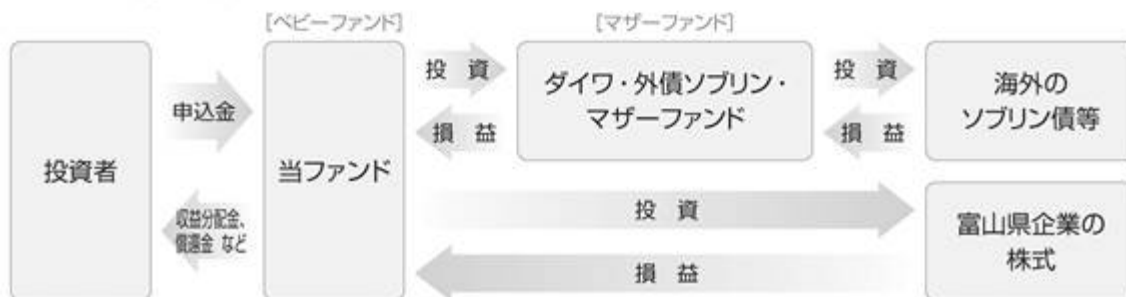 [ベビーファンド]
[マザーファンド]
投資者
申込金
収益分配金、
償還金 など
当ファンド
投 資
損 益
ダイワ・外債ソブリン・
マザーファンド
投 資
損 益
海外の
ソブリン債等
投 資
損 益
富山県企業の
株式